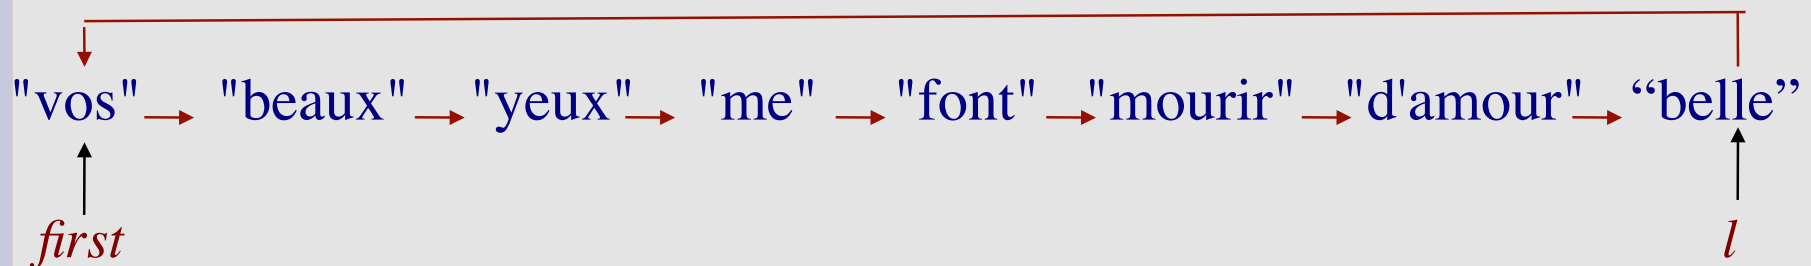 "vos" "beaux" "yeux" "me" "font" "mourir" "d'amour" “belle”
first l